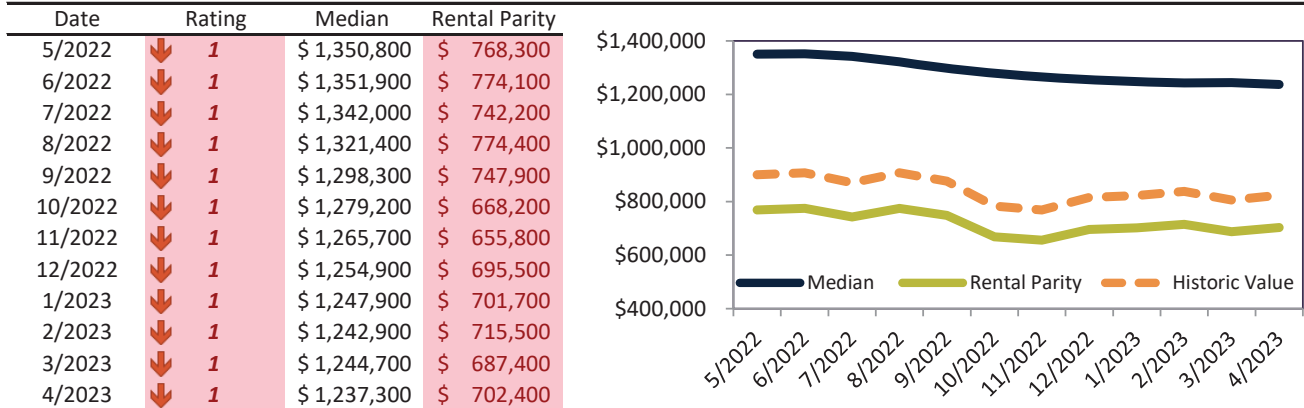 Date Rating Median Rental Parity
5/2022 1 $ 1,350,800 $ 768,300
6/2022 1 $ 1,351,900 $ 774,100
7/2022 1 $ 1,342,000 $ 742,200
8/2022 1 $ 1,321,400 $ 774,400
9/2022 1 $ 1,298,300 $ 747,900
10/2022 1 $ 1,279,200 $ 668,200
11/2022 1 $ 1,265,700 $ 655,800
12/2022 1 $ 1,254,900 $ 695,500
1/2023 1 $ 1,247,900 $ 701,700
2/2023 1 $ 1,242,900 $ 715,500
3/2023 1 $ 1,244,700 $ 687,400
4/2023 1 $ 1,237,300 $ 702,400
$1,400,000
$1,200,000
$1,000,000
$800,000
$600,000
$400,000
Median Rental Parity Historic Value
5/2022 6/2022 7/2022 8/2022 9/2022 10/2022 11/2022 12/2022 1/2023 2/2023 3/2023 4/2023